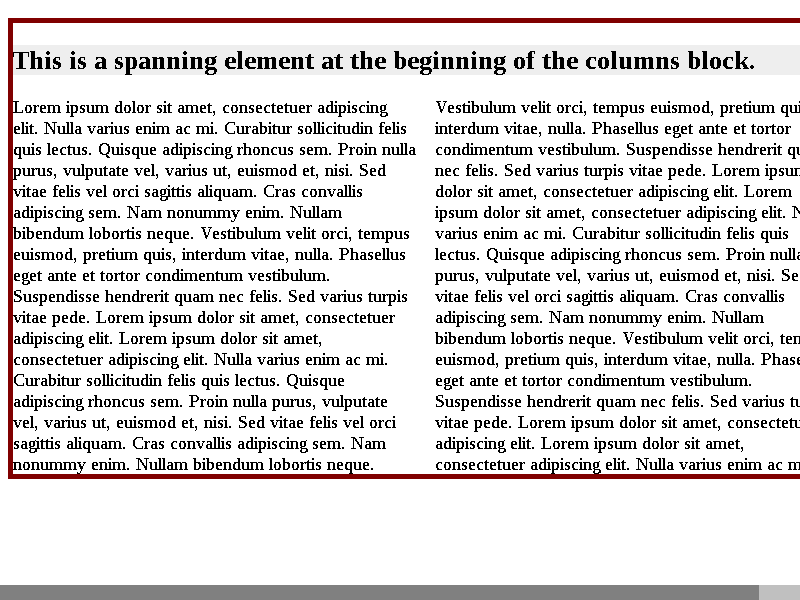 This is a spanning element at the beginning of the columns block.
Lorem ipsum dolor sit amet, consectetuer adipiscing
elit. Nulla varius enim ac mi. Curabitur sollicitudin felis
quis lectus. Quisque adipiscing rhoncus sem. Proin nulla
purus, vulputate vel, varius ut, euismod et, nisi. Sed
vitae felis vel orci sagittis aliquam. Cras convallis
adipiscing sem. Nam nonummy enim. Nullam
bibendum lobortis neque. Vestibulum velit orci, tempus
euismod, pretium quis, interdum vitae, nulla. Phasellus
eget ante et tortor condimentum vestibulum.
Suspendisse hendrerit quam nec felis. Sed varius turpis
vitae pede. Lorem ipsum dolor sit amet, consectetuer
adipiscing elit. Lorem ipsum dolor sit amet,
consectetuer adipiscing elit. Nulla varius enim ac mi.
Curabitur sollicitudin felis quis lectus. Quisque
adipiscing rhoncus sem. Proin nulla purus, vulputate
vel, varius ut, euismod et, nisi. Sed vitae felis vel orci
sagittis aliquam. Cras convallis adipiscing sem. Nam
nonummy enim. Nullam bibendum lobortis neque.
Vestibulum velit orci, tempus euismod, pretium qui
interdum vitae, nulla. Phasellus eget ante et tortor
condimentum vestibulum. Suspendisse hendrerit qu
nec felis. Sed varius turpis vitae pede. Lorem ipsum
dolor sit amet, consectetuer adipiscing elit. Lorem
ipsum dolor sit amet, consectetuer adipiscing elit. N
varius enim ac mi. Curabitur sollicitudin felis quis
lectus. Quisque adipiscing rhoncus sem. Proin nulla
purus, vulputate vel, varius ut, euismod et, nisi. Se
vitae felis vel orci sagittis aliquam. Cras convallis
adipiscing sem. Nam nonummy enim. Nullam
bibendum lobortis neque. Vestibulum velit orci, tem
euismod, pretium quis, interdum vitae, nulla. Phase
eget ante et tortor condimentum vestibulum.
Suspendisse hendrerit quam nec felis. Sed varius tu
vitae pede. Lorem ipsum dolor sit amet, consectetu
adipiscing elit. Lorem ipsum dolor sit amet,
consectetuer adipiscing elit. Nulla varius enim ac m